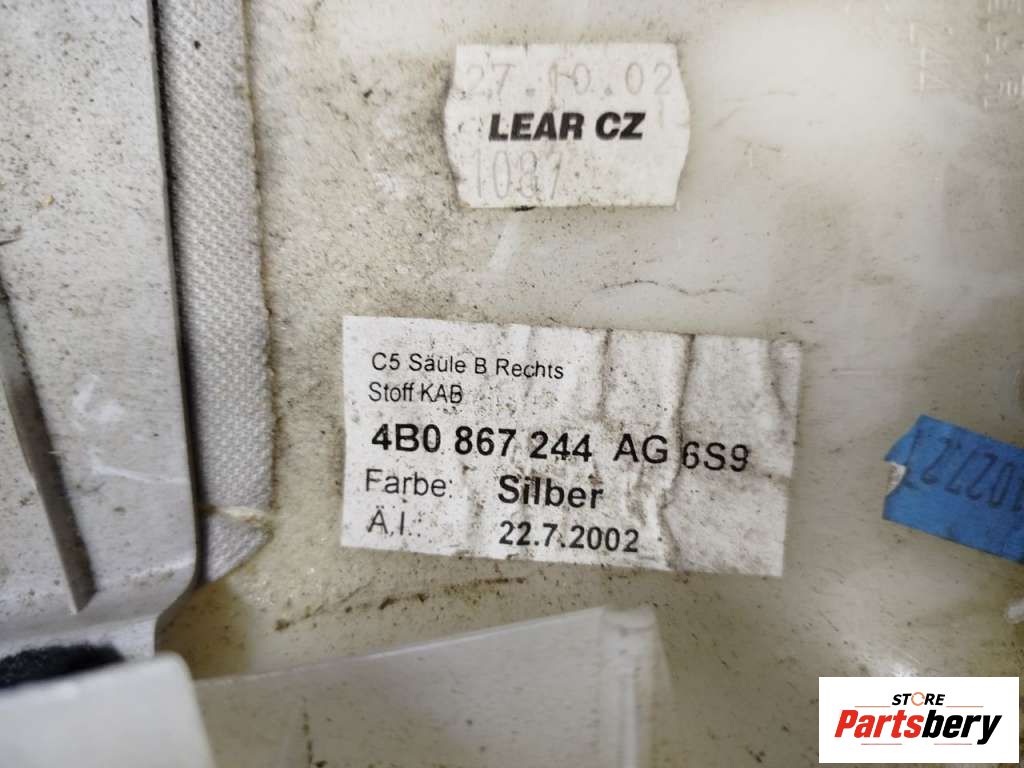 27.10.02
LEAR CZ
C5 Säule B Rechts
Stoff KAB
4B0 867 244 AG 6S9
Farbe: Silber
Ä.I.: 22.7.2002
STORE
Partsbery